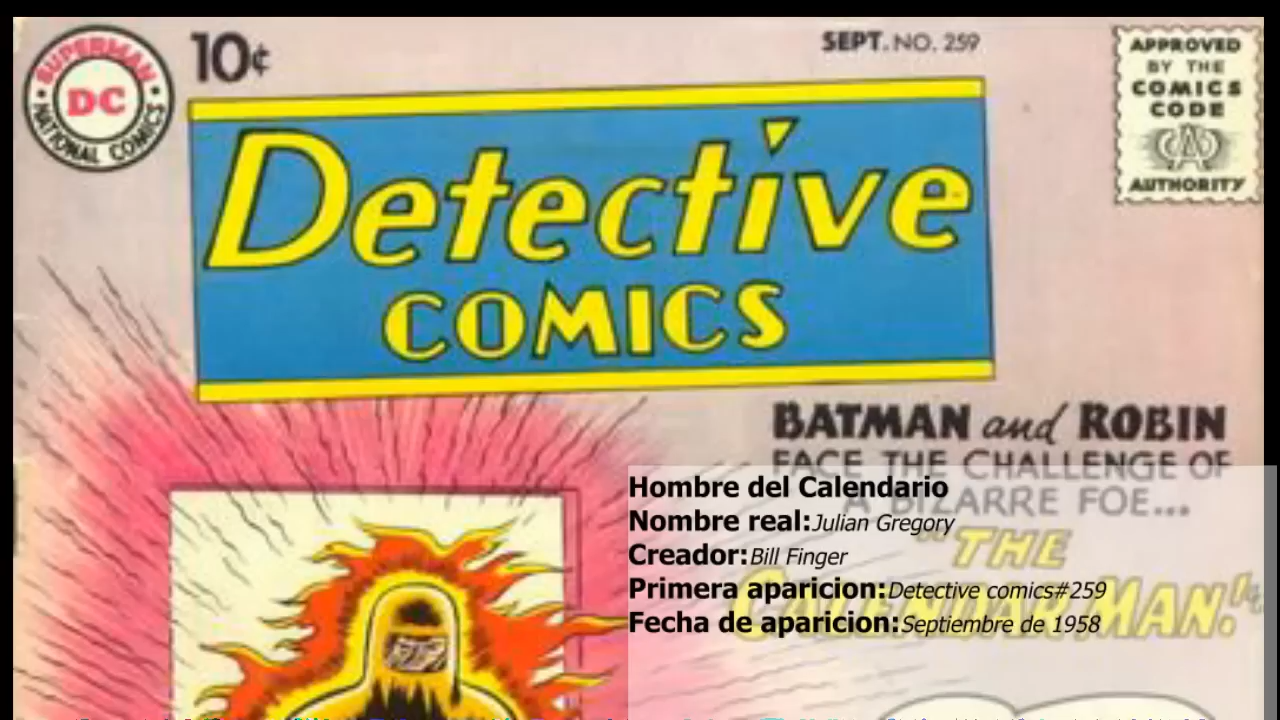 SUPERMAN
DC
NATIONAL COMICS
10¢
SEPT. NO. 259
APPROVED
BY THE
COMICS
CODE
CA
AUTHORITY
Detective
COMICS
BATMAN and ROBIN
FACE THE CHALLENGE OF
A BIZARRE FOE...
"THE
CALENDAR MAN!"
Hombre del Calendario
Nombre real:Julian Gregory
Creador:Bill Finger
Primera aparicion:Detective comics#259
Fecha de aparicion:Septiembre de 1958